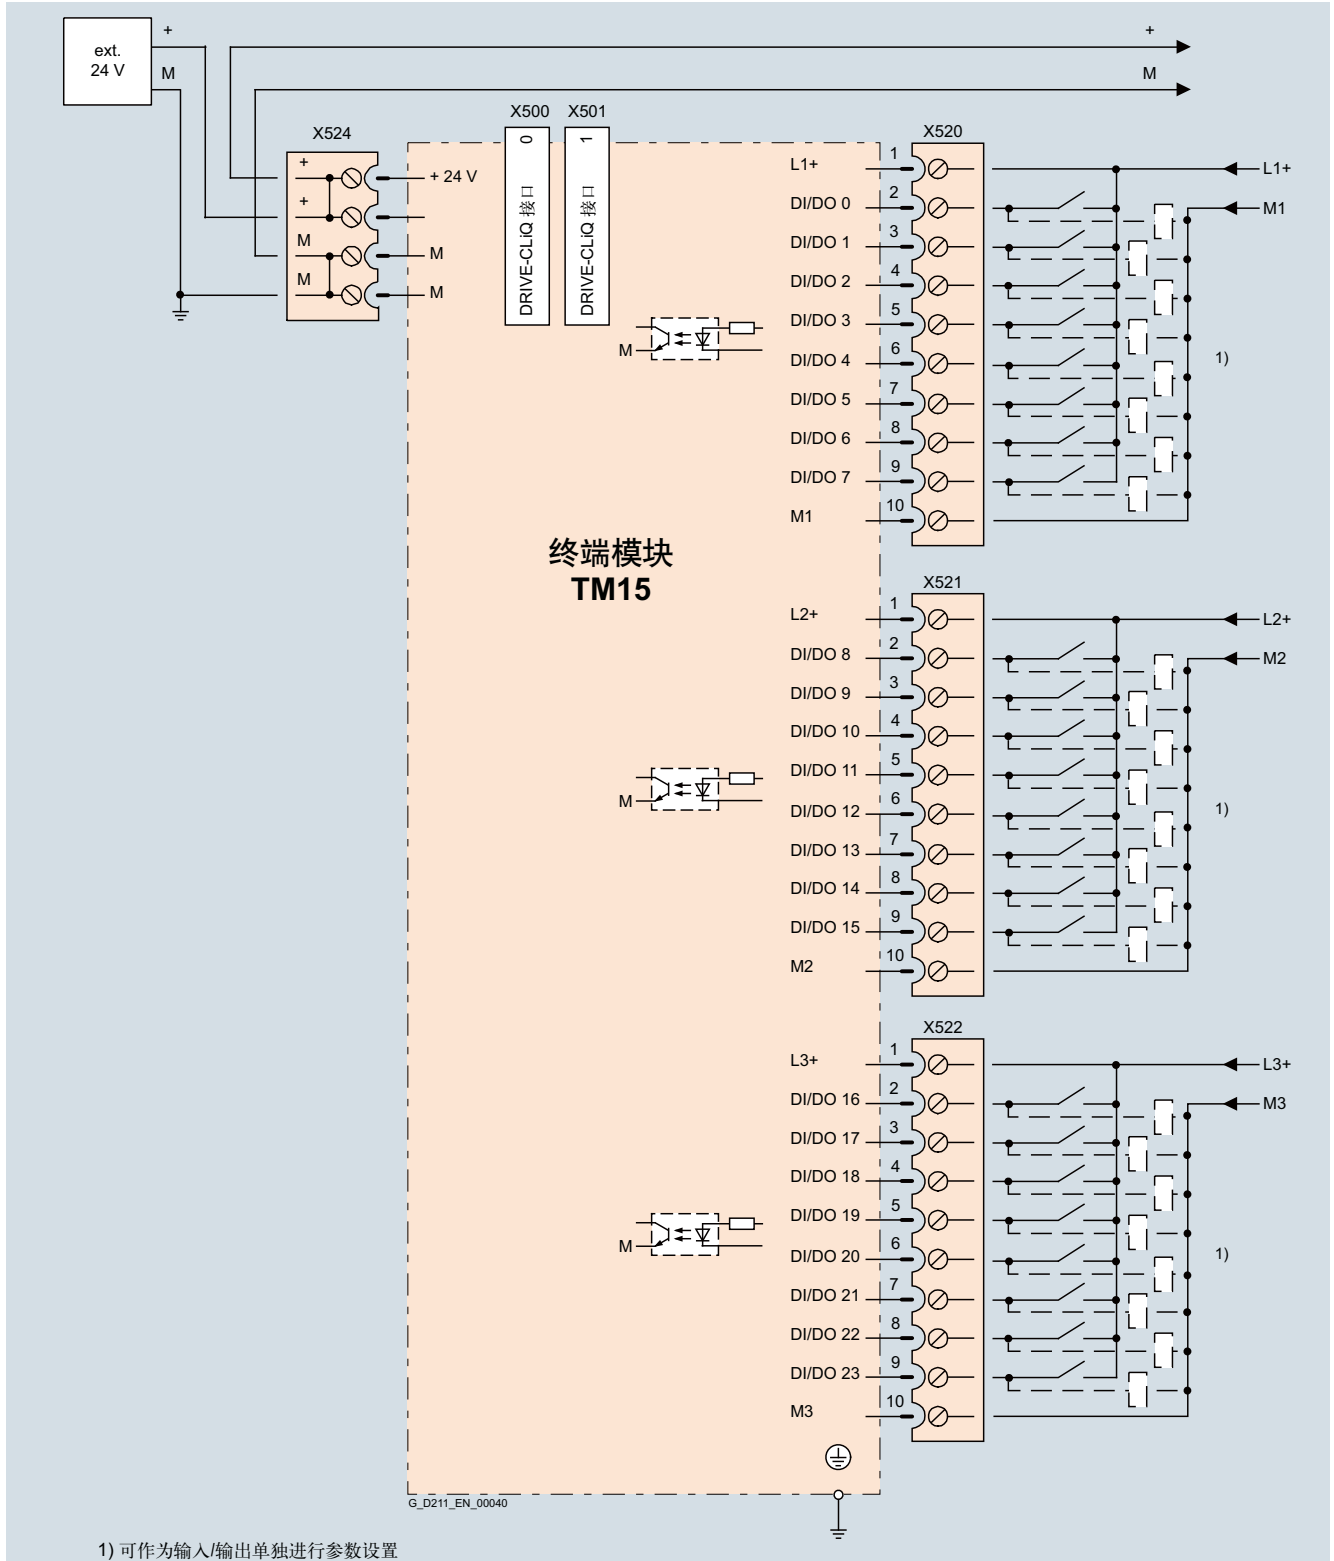 ext.
24 V
+
M
+
M
X524
+
+
M
M
+ 24 V
M
M
X500
X501
0
DRIVE-CLiQ 接口
1
DRIVE-CLiQ 接口
终端模块
TM15
M
M
M
X520
L1+ 1
DI/DO 0 2
DI/DO 1 3
DI/DO 2 4
DI/DO 3 5
DI/DO 4 6
DI/DO 5 7
DI/DO 6 8
DI/DO 7 9
M1 10
L1+
M1
1)
X521
L2+ 1
DI/DO 8 2
DI/DO 9 3
DI/DO 10 4
DI/DO 11 5
DI/DO 12 6
DI/DO 13 7
DI/DO 14 8
DI/DO 15 9
M2 10
L2+
M2
1)
X522
L3+ 1
DI/DO 16 2
DI/DO 17 3
DI/DO 18 4
DI/DO 19 5
DI/DO 20 6
DI/DO 21 7
DI/DO 22 8
DI/DO 23 9
M3 10
L3+
M3
1)
G_D211_EN_00040
1) 可作为输入/输出单独进行参数设置